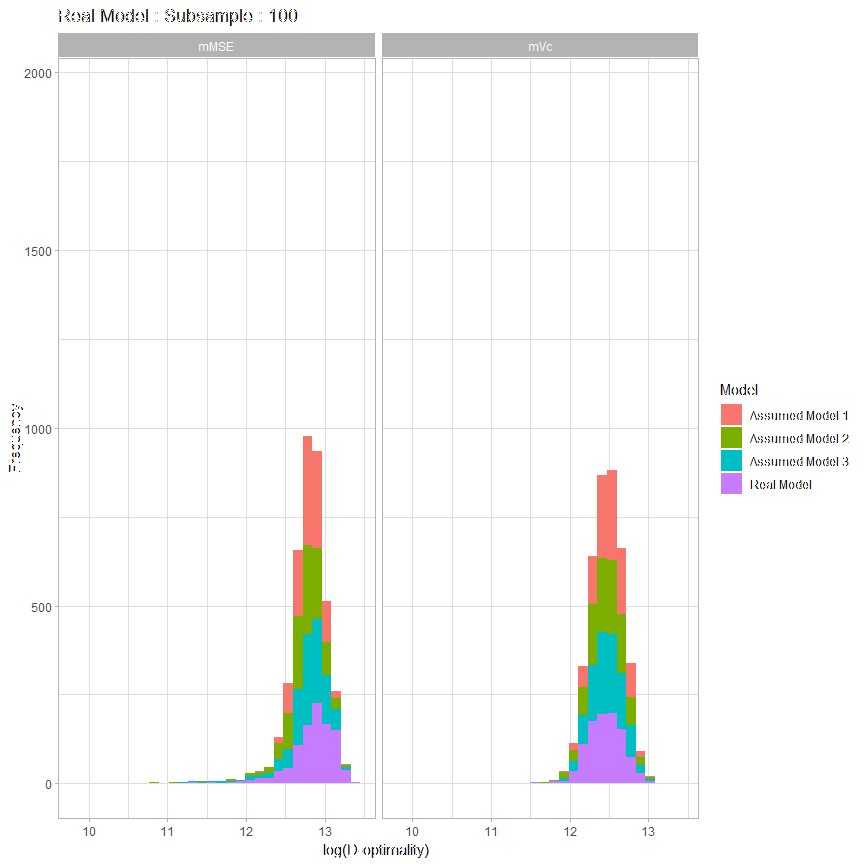 Real Model :: Subsample :: 100
mMSE
mVc
2000
1500
1000
500
0
Frequency
10 11 12 13
10 11 12 13
log(D-optimality)
Model
Assumed Model 1
Assumed Model 2
Assumed Model 3
Real Model